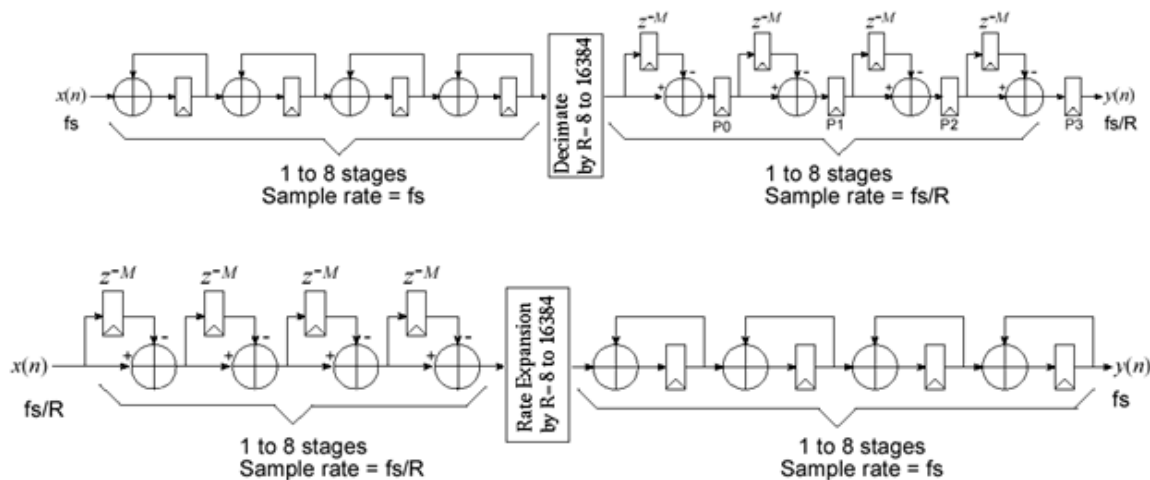 z⁻ᴹ z⁻ᴹ z⁻ᴹ z⁻ᴹ
x(n)
fs
Decimate
by R= 8 to 16384
+ - + - + - + -
P0 P1 P2 P3
y(n)
fs/R
1 to 8 stages
Sample rate = fs
1 to 8 stages
Sample rate = fs/R
z⁻ᴹ z⁻ᴹ z⁻ᴹ z⁻ᴹ
x(n)
fs/R
+ - + - + - + -
Rate Expansion
by R= 8 to 16384
y(n)
fs
1 to 8 stages
Sample rate = fs/R
1 to 8 stages
Sample rate = fs